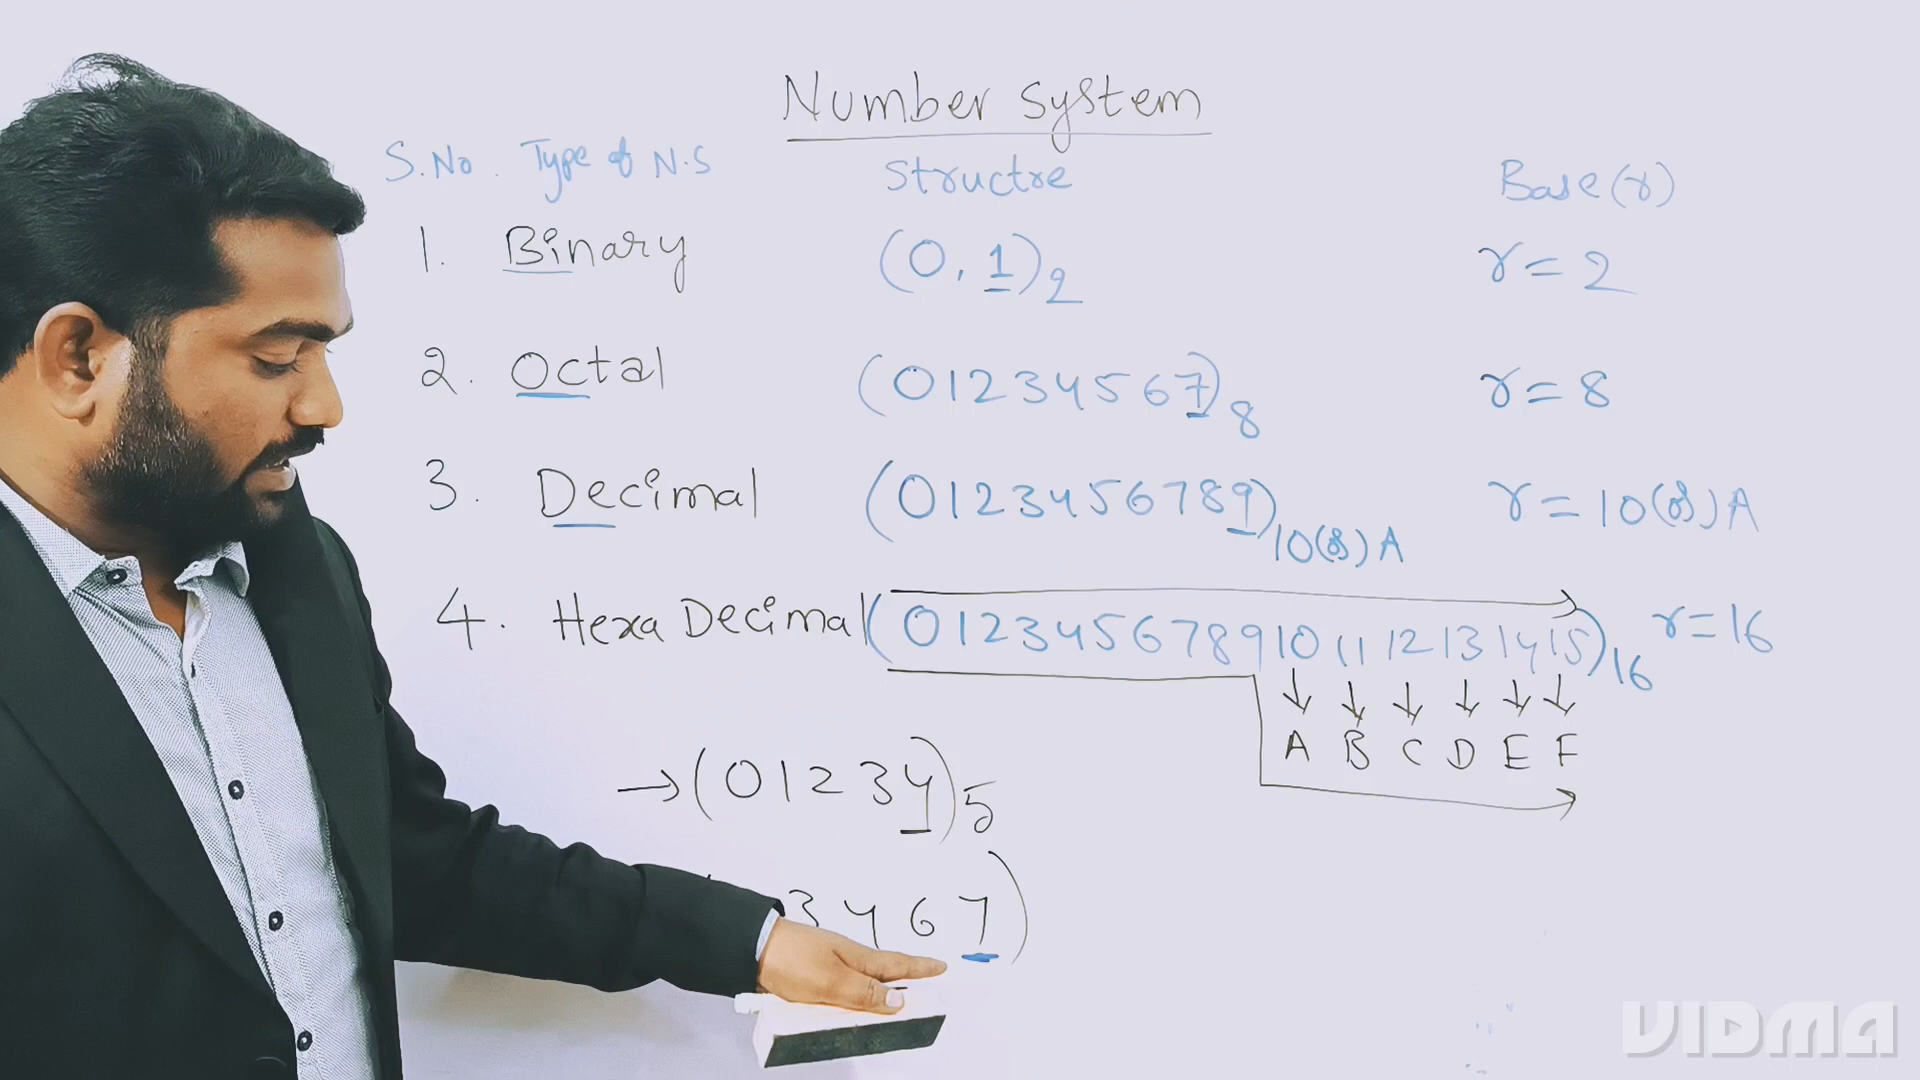 Number System
S.No. Type of N.S Structre Base(r)
1. Binary (0, 1)2 r = 2
2. Octal (01234567)8 r = 8
3. Decimal (0123456789)10(or)A r = 10(or)A
4. Hexa Decimal (0123456789101112131415)16 r = 16
↓ ↓ ↓ ↓ ↓ ↓
A B C D E F
→(01234)5
3467)
VIDMA